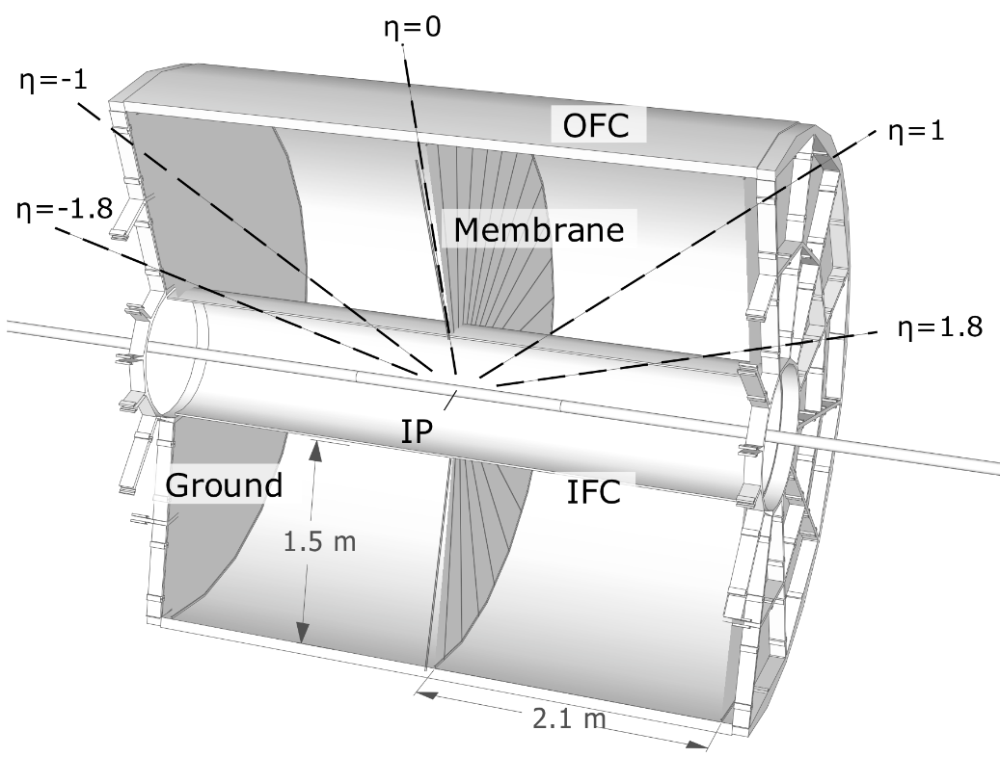 η=0
η=-1
OFC
η=1
η=-1.8
Membrane
η=1.8
IP
Ground
IFC
1.5 m
2.1 m